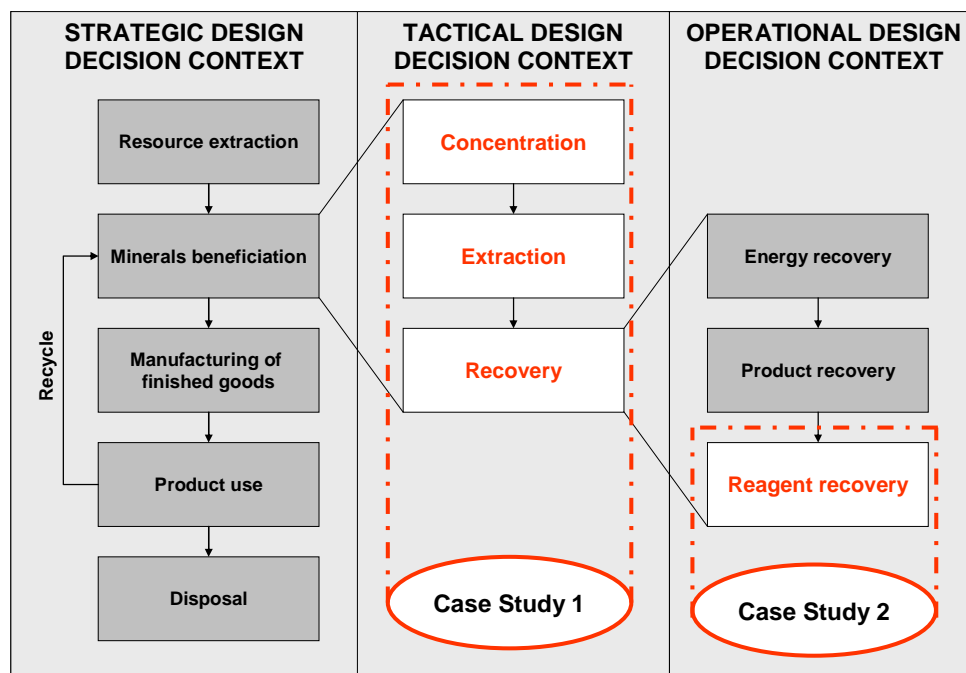 STRATEGIC DESIGN
DECISION CONTEXT
Resource extraction
Minerals beneficiation
Manufacturing of
finished goods
Product use
Disposal
Recycle
TACTICAL DESIGN
DECISION CONTEXT
Concentration
Extraction
Recovery
Case Study 1
OPERATIONAL DESIGN
DECISION CONTEXT
Energy recovery
Product recovery
Reagent recovery
Case Study 2